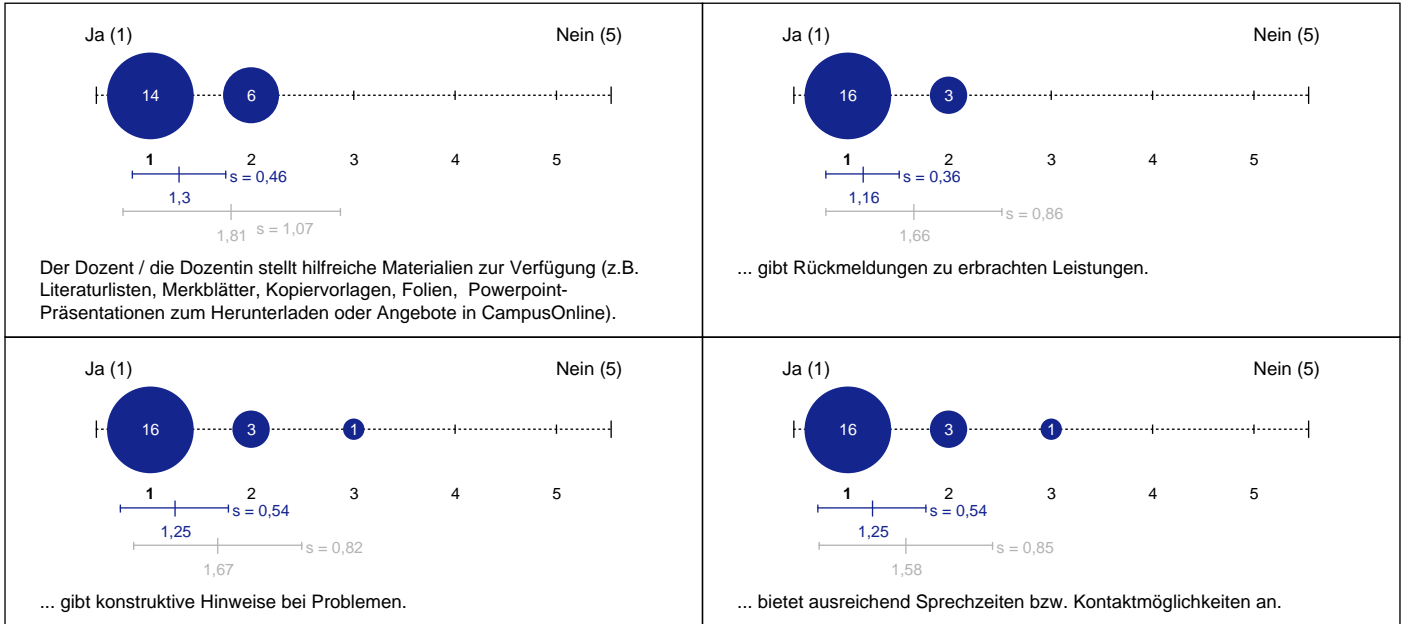 Ja (1) Nein (5)
14 6
1 2 3 4 5
s = 0,46
1,3
1,81 s = 1,07
Der Dozent / die Dozentin stellt hilfreiche Materialien zur Verfügung (z.B.
Literaturlisten, Merkblätter, Kopiervorlagen, Folien, Powerpoint-
Präsentationen zum Herunterladen oder Angebote in CampusOnline).
Ja (1) Nein (5)
16 3
1 2 3 4 5
s = 0,36
1,16
s = 0,86
1,66
... gibt Rückmeldungen zu erbrachten Leistungen.
Ja (1) Nein (5)
16 3 1
1 2 3 4 5
s = 0,54
1,25
s = 0,82
1,67
... gibt konstruktive Hinweise bei Problemen.
Ja (1) Nein (5)
16 3 1
1 2 3 4 5
s = 0,54
1,25
s = 0,85
1,58
... bietet ausreichend Sprechzeiten bzw. Kontaktmöglichkeiten an.